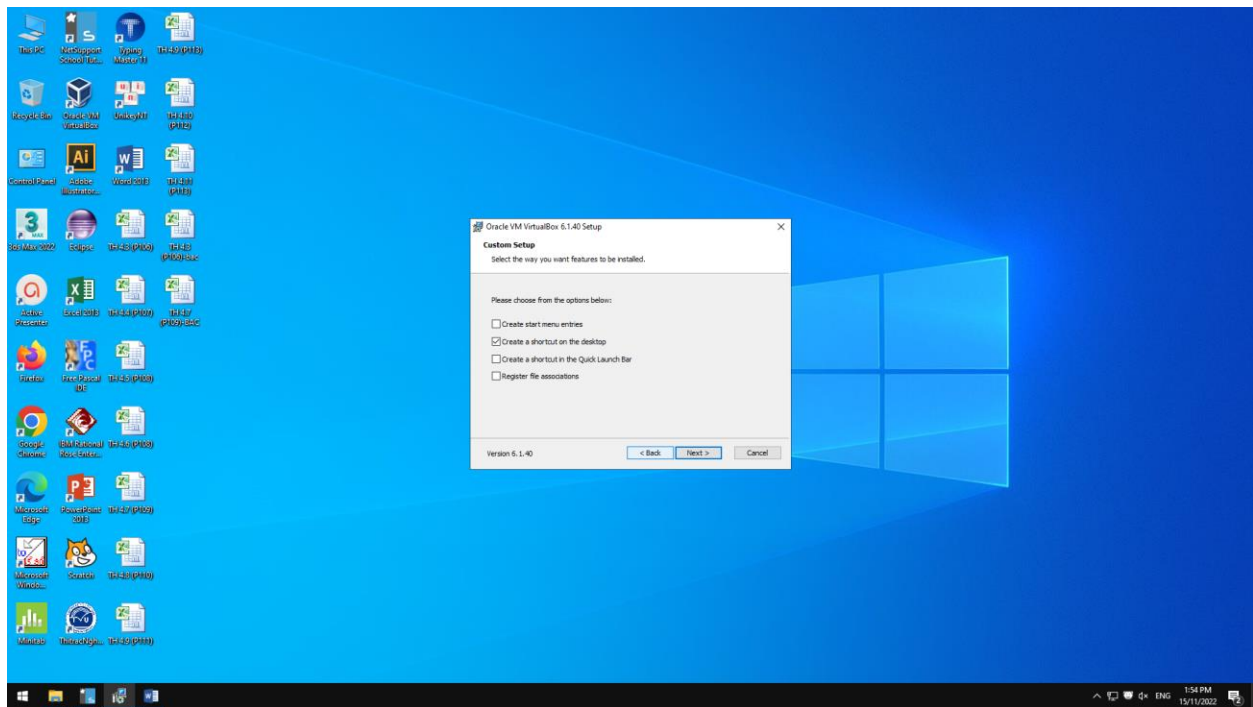 This PC
NetSupport
School Tut...
Typing
Master 11
TH 4.9 (P113)
Recycle Bin
Oracle VM
VirtualBox
UnikeyNT
TH 4.10
(P112)
Control Panel
Adobe
Illustrator...
Word 2013
TH 4.11
(P113)
3ds Max 2022
Eclipse
TH 4.3 (P106)
TH 4.3
(P106)-bac
Active
Presenter
Excel 2013
TH 4.4 (P107)
TH 4.7
(P109)-BAC
Firefox
Free Pascal
IDE
TH 4.5 (P108)
Google
Chrome
IBM Rational
Rose Enter...
TH 4.6 (P108)
Microsoft
Edge
PowerPoint
2013
TH 4.7 (P109)
Microsoft
Windo...
Scratch
TH 4.8 (P110)
Minitab
TH 4.9 (P111)
Oracle VM VirtualBox 6.1.40 Setup
Custom Setup
Select the way you want features to be installed.
Please choose from the options below:
Create start menu entries
Create a shortcut on the desktop
Create a shortcut in the Quick Launch Bar
Register file associations
Version 6.1.40
< Back
Next >
Cancel
ENG
1:54 PM
15/11/2022
2